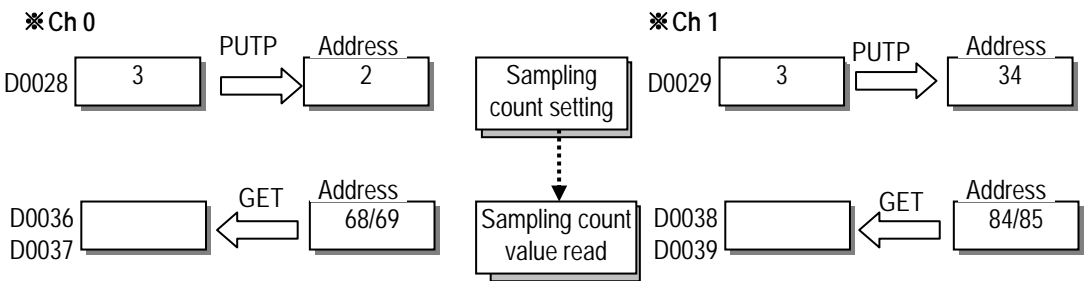 ※ Ch 0
PUTP
Address
D0028
3
2
Sampling
count setting
※ Ch 1
PUTP
Address
D0029
3
34
GET
Address
D0036
D0037
68/69
Sampling count
value read
GET
Address
D0038
D0039
84/85